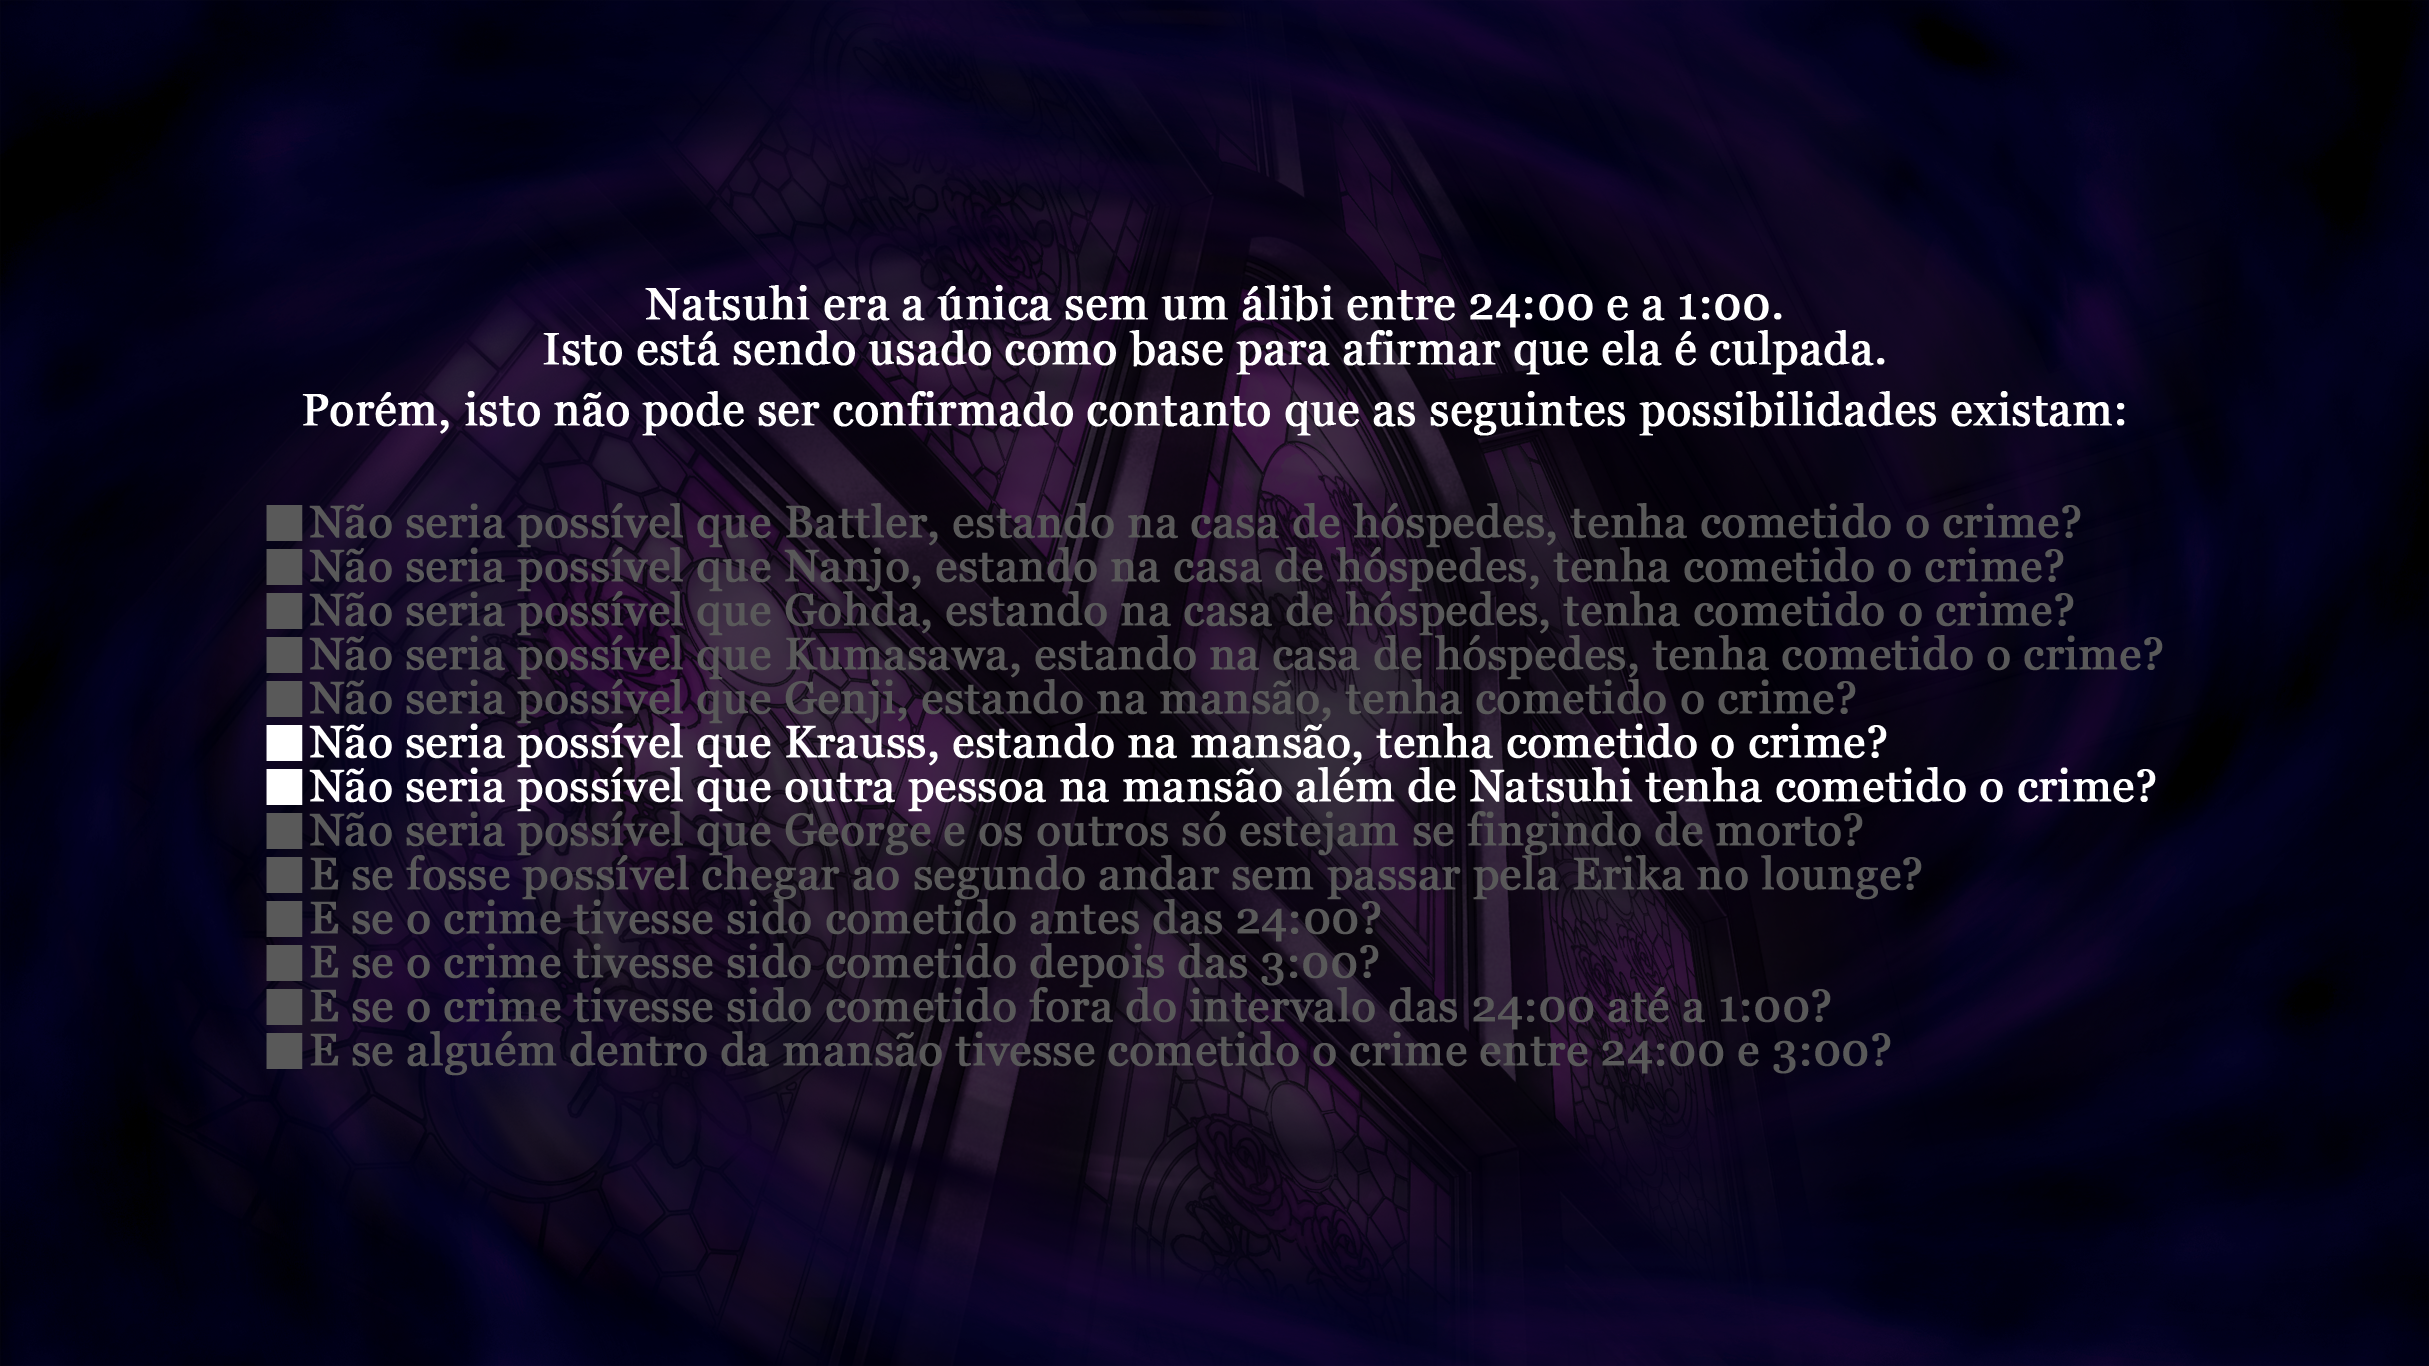 Natsuhi era a única sem um álibi entre 24:00 e a 1:00.
Isto está sendo usado como base para afirmar que ela é culpada.
Porém, isto não pode ser confirmado contanto que as seguintes possibilidades existam:
■Não seria possível que Battler, estando na casa de hóspedes, tenha cometido o crime?
■Não seria possível que Nanjo, estando na casa de hóspedes, tenha cometido o crime?
■Não seria possível que Gohda, estando na casa de hóspedes, tenha cometido o crime?
■Não seria possível que Kumasawa, estando na casa de hóspedes, tenha cometido o crime?
■Não seria possível que Genji, estando na mansão, tenha cometido o crime?
■Não seria possível que Krauss, estando na mansão, tenha cometido o crime?
■Não seria possível que outra pessoa na mansão além de Natsuhi tenha cometido o crime?
■Não seria possível que George e os outros só estejam se fingindo de morto?
■E se fosse possível chegar ao segundo andar sem passar pela Erika no lounge?
■E se o crime tivesse sido cometido antes das 24:00?
■E se o crime tivesse sido cometido depois das 3:00?
■E se o crime tivesse sido cometido fora do intervalo das 24:00 até a 1:00?
■E se alguém dentro da mansão tivesse cometido o crime entre 24:00 e 3:00?